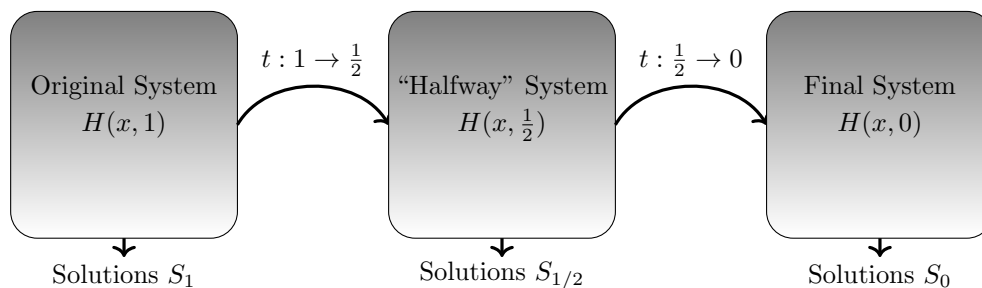 Original System
H(x, 1)
t : 1 → 1/2
“Halfway” System
H(x, 1/2)
t : 1/2 → 0
Final System
H(x, 0)
Solutions S₁
Solutions S₁/₂
Solutions S₀